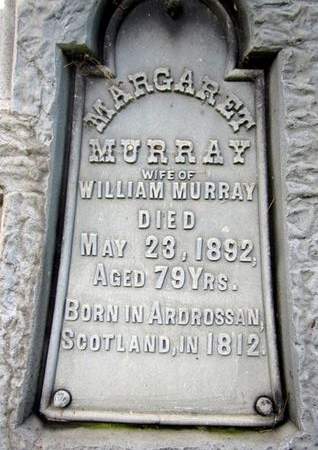 MARGARET
MURRAY
WIFE OF
WILLIAM MURRAY
DIED
MAY 23, 1892,
AGED 79 YRS.
BORN IN ARDROSSAN,
SCOTLAND, IN 1812.